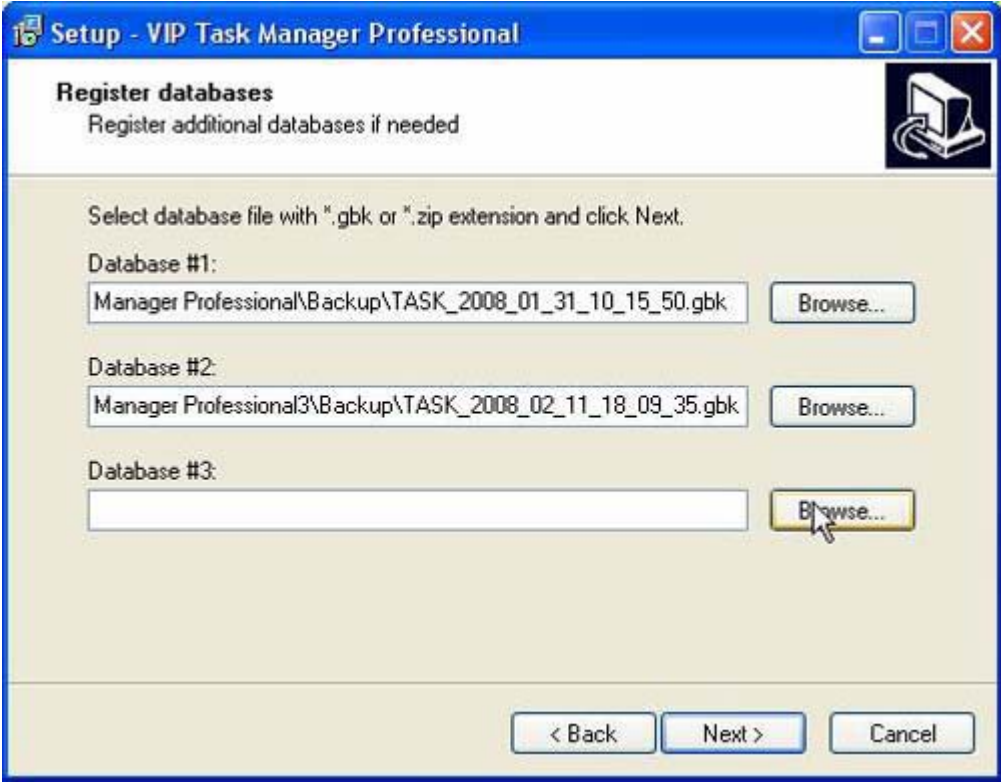 Setup - VIP Task Manager Professional
Register databases
Register additional databases if needed
Select database file with *.gbk or *.zip extension and click Next.
Database #1:
Manager Professional\Backup\TASK_2008_01_31_10_15_50.gbk Browse...
Database #2:
Manager Professional3\Backup\TASK_2008_02_11_18_09_35.gbk Browse...
Database #3:
Browse...
< Back Next > Cancel